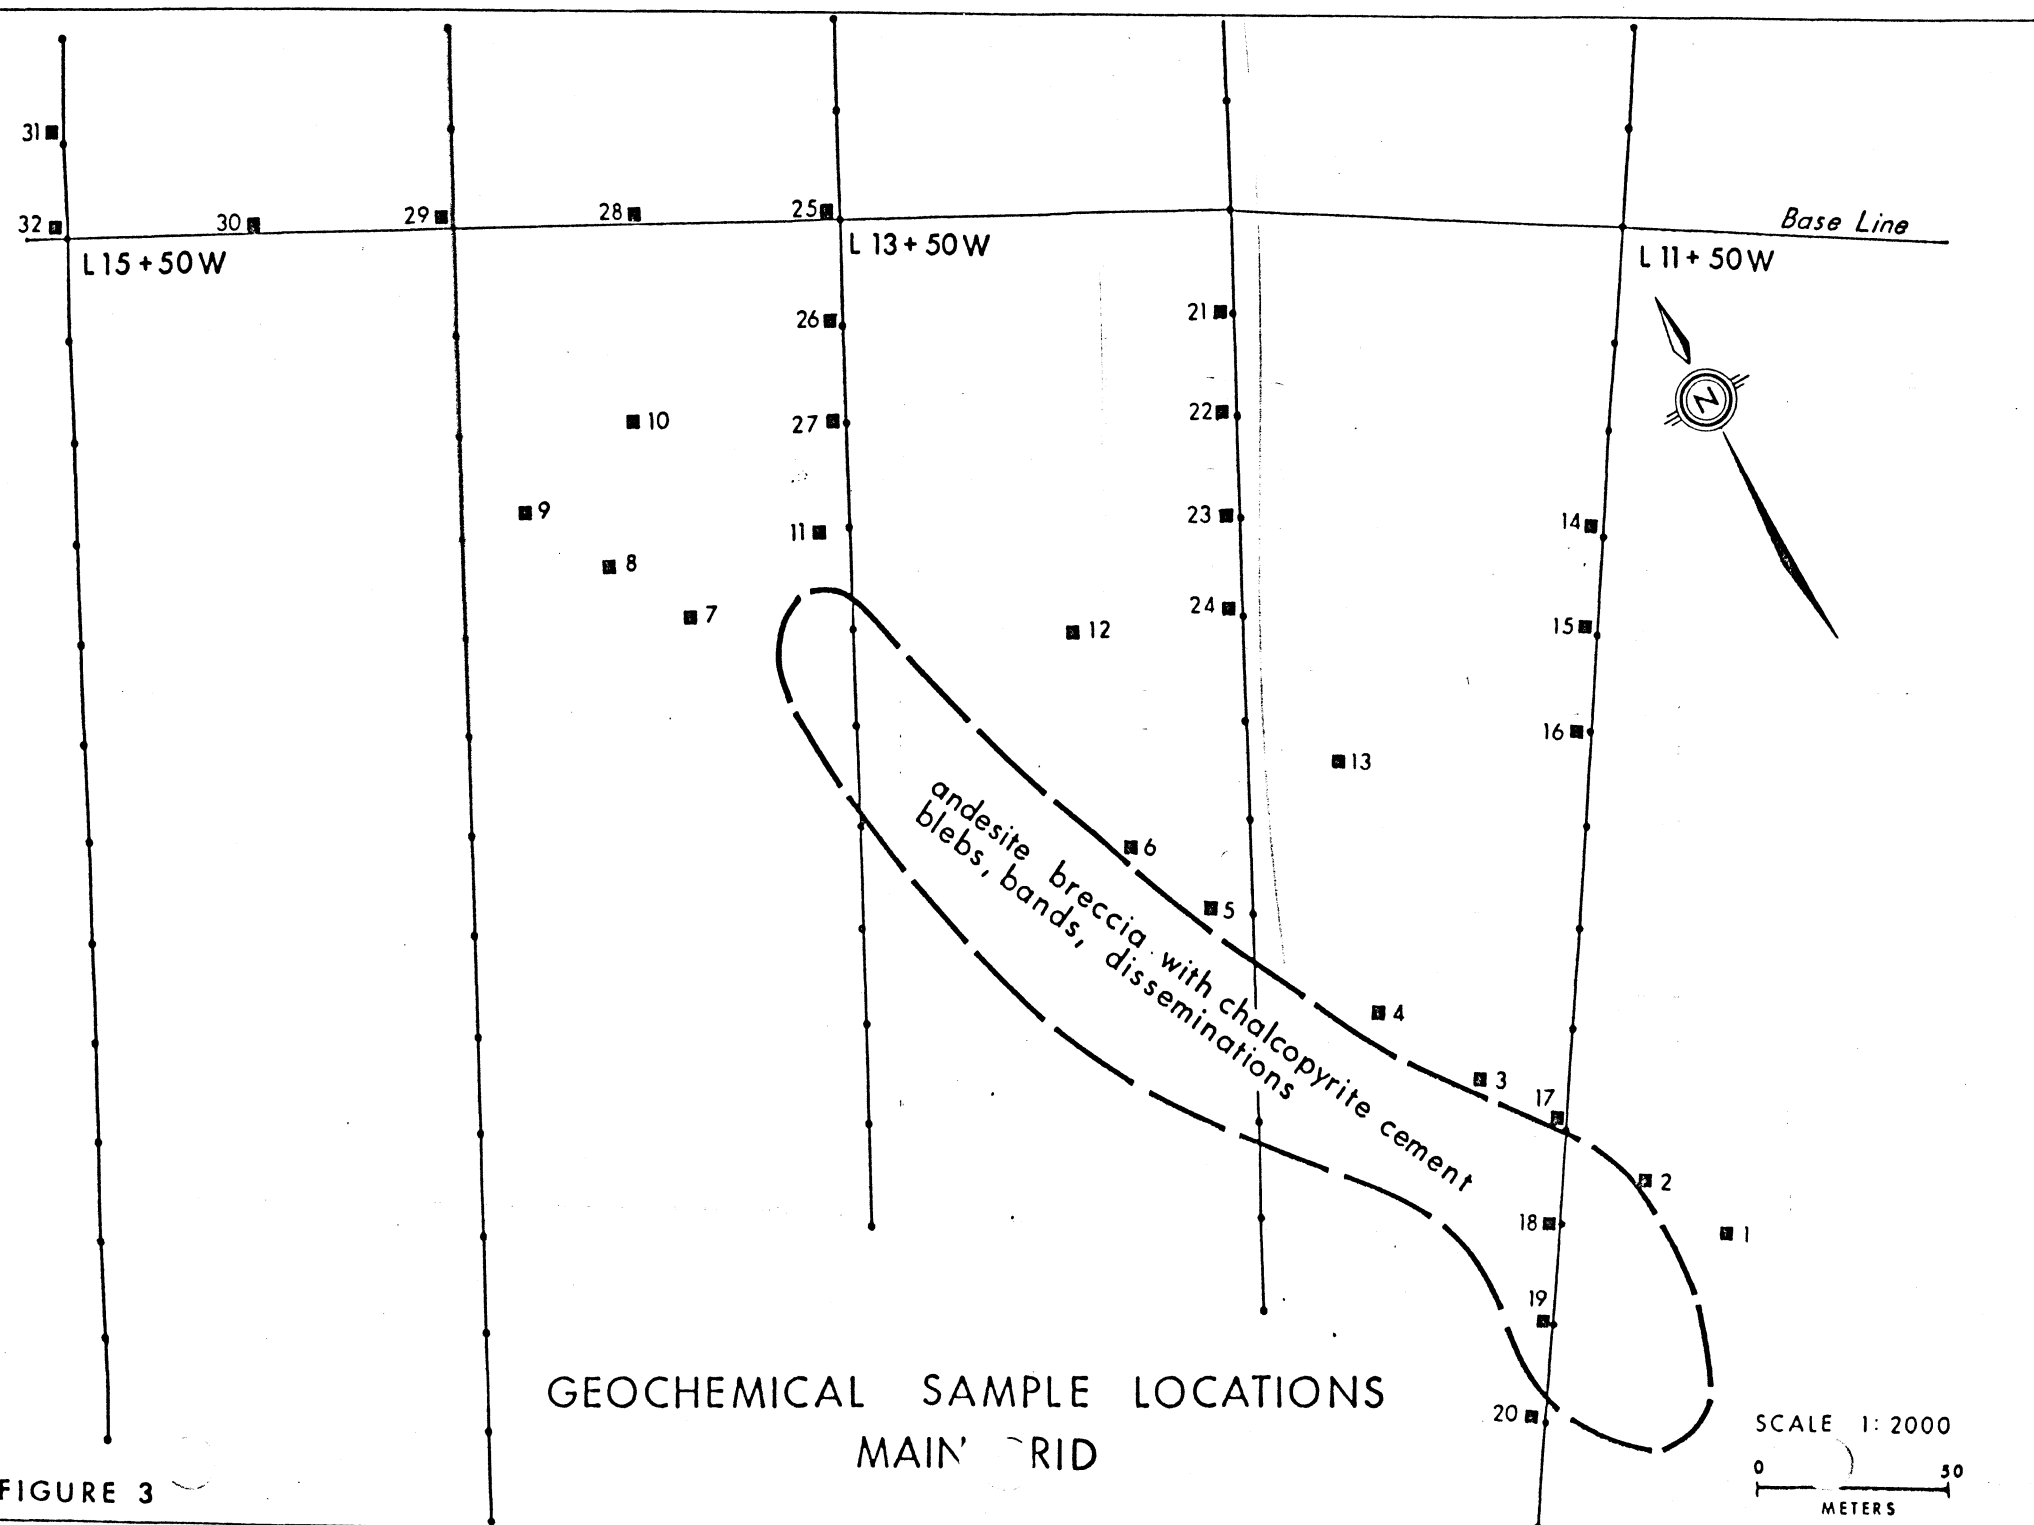 31
32
30
29
28
25
Base Line
L 15 + 50 W
L 13 + 50 W
L 11 + 50 W
26
21
N
10
27
22
9
11
23
14
8
7
12
24
15
16
13
andesite breccia with chalcopyrite cement
blebs, bands, disseminations
6
5
4
3
17
2
18
1
19
20
GEOCHEMICAL SAMPLE LOCATIONS
MAIN RID
SCALE 1: 2000
0 50
METERS
FIGURE 3